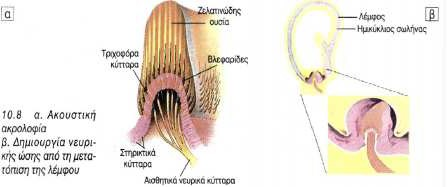 α
Ζελατινώδης
ουσία
Τριχοφόρα
κύτταρα
Βλεφαρίδες
Στηρικτικά
κύτταρα
Αισθητικά νευρικά κύτταρα
β
Λέμφος
Ημικύκλιος σωλήνας
10.8 α. Ακουστική
ακρολοφία
β. Δημιουργία νευρι-
κής ώσης από τη μετα-
τόπιση της λέμφου